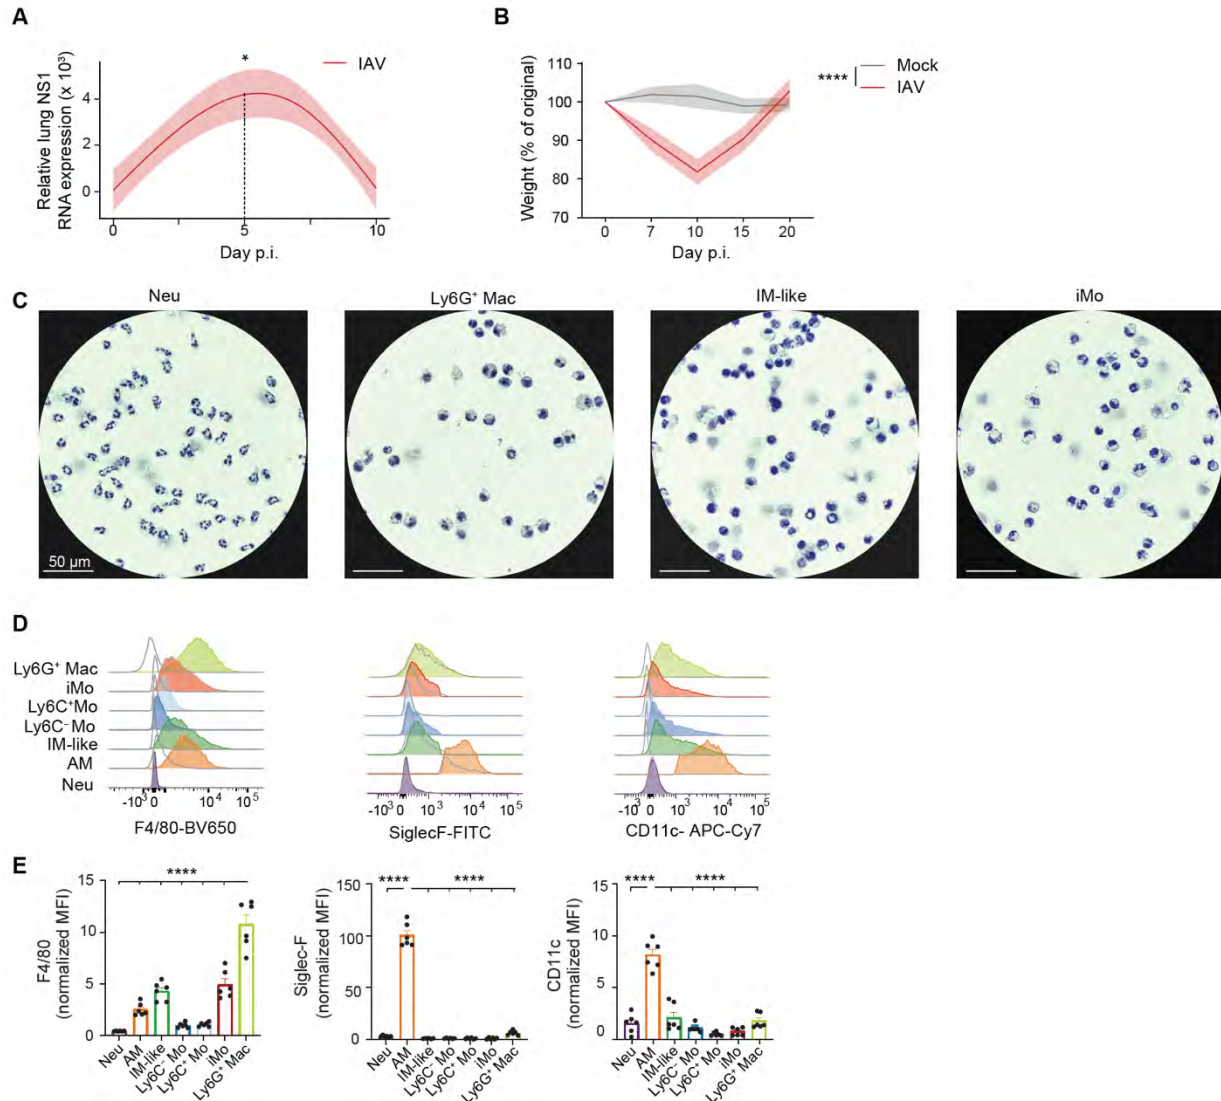 A
Relative lung NS1
RNA expression (x 10³)
4
2
0
*
IAV
0
5
10
Day p.i.
B
Weight (% of original)
110
100
90
80
70
****
Mock
IAV
0
7
10
15
20
Day p.i.
C
Neu
Ly6G⁺ Mac
IM-like
iMo
50 µm
D
Ly6G⁺ Mac
iMo
Ly6C⁺Mo
Ly6C⁻ Mo
IM-like
AM
Neu
-10³ 0 10⁴ 10⁵
F4/80-BV650
-10³ 0 10³ 10⁴ 10⁵
SiglecF-FITC
-10³ 0 10³ 10⁴ 10⁵
CD11c- APC-Cy7
E
F4/80
(normalized MFI)
15
10
5
0
****
Neu
AM
IM-like
Ly6C⁻ Mo
Ly6C⁺ Mo
iMo
Ly6G⁺ Mac
Siglec-F
(normalized MFI)
150
100
50
0
**** ****
Neu
AM
IM-like
Ly6C⁻ Mo
Ly6C⁺ Mo
iMo
Ly6G⁺ Mac
CD11c
(normalized MFI)
15
10
5
0
**** ****
Neu
AM
IM-like
Ly6C⁻ Mo
Ly6C⁺ Mo
iMo
Ly6G⁺ Mac